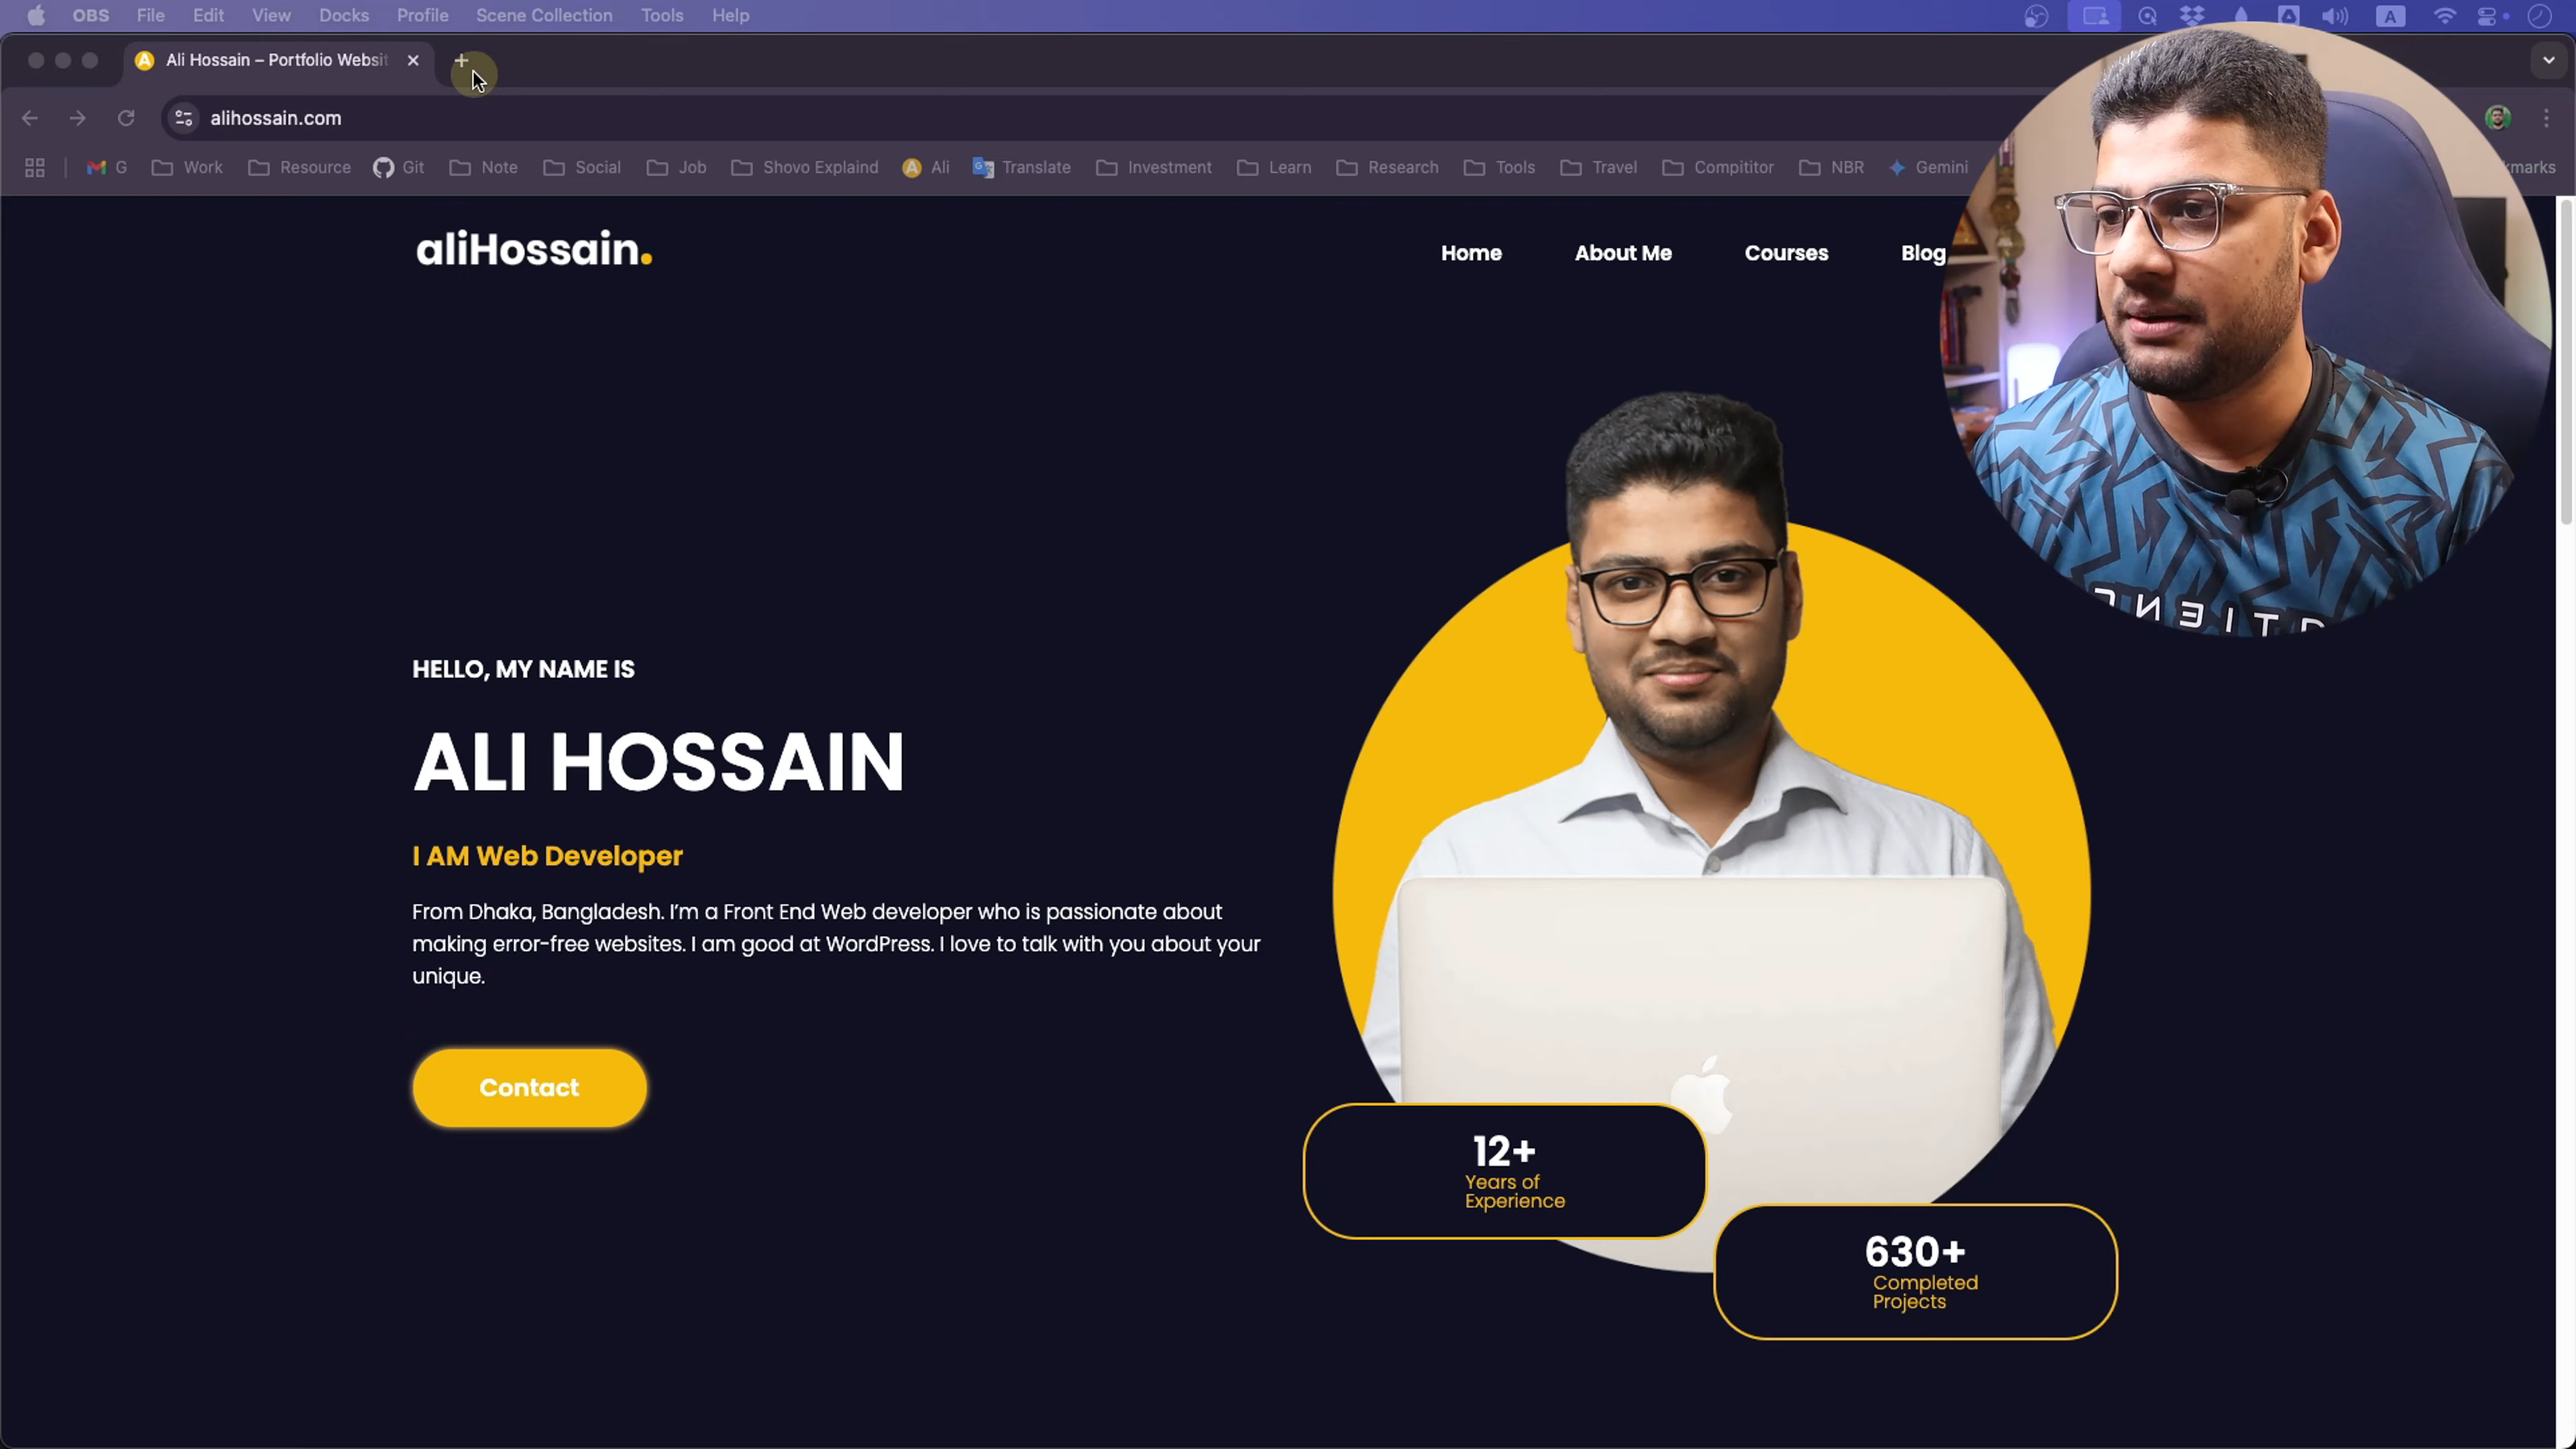 OBS File Edit View Docks Profile Scene Collection Tools Help
A
Ali Hossain – Portfolio Websit
alihossain.com
G Work Resource Git Note Social Job Shovo Explaind Ali Translate Investment Learn Research Tools Travel Compititor NBR Gemini
aliHossain.
Home About Me Courses Blog
HELLO, MY NAME IS
ALI HOSSAIN
I AM Web Developer
From Dhaka, Bangladesh. I'm a Front End Web developer who is passionate about
making error-free websites. I am good at WordPress. I love to talk with you about your
unique.
Contact
12+
Years of
Experience
630+
Completed
Projects